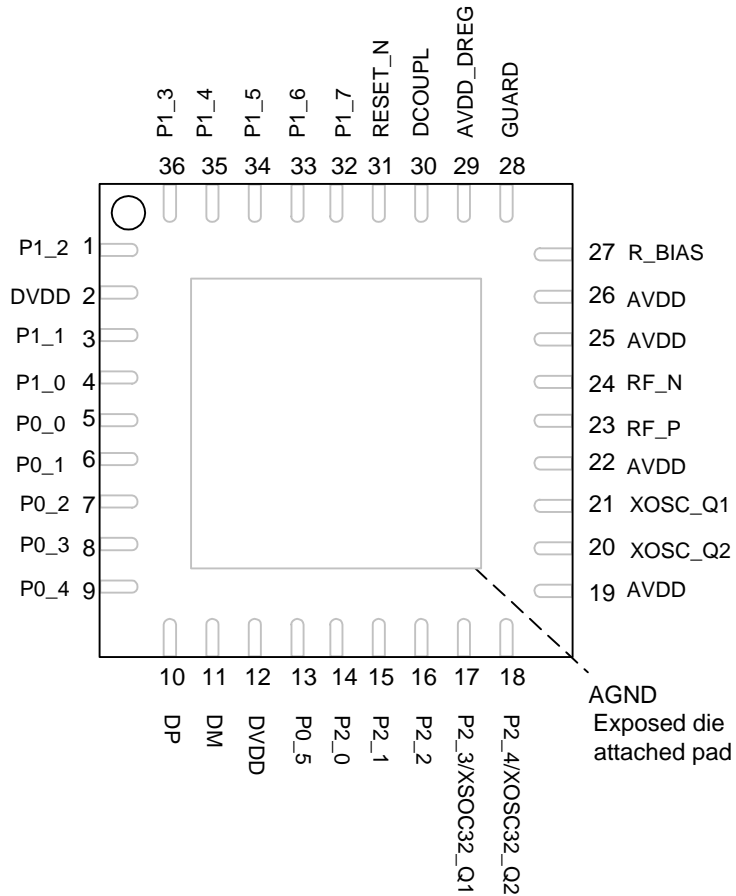 P1_3
P1_4
P1_5
P1_6
P1_7
RESET_N
DCOUPL
AVDD_DREG
GUARD
36
35
34
33
32
31
30
29
28
P1_2 1
DVDD 2
P1_1 3
P1_0 4
P0_0 5
P0_1 6
P0_2 7
P0_3 8
P0_4 9
27 R_BIAS
26 AVDD
25 AVDD
24 RF_N
23 RF_P
22 AVDD
21 XOSC_Q1
20 XOSC_Q2
19 AVDD
10
11
12
13
14
15
16
17
18
DP
DM
DVDD
P0_5
P2_0
P2_1
P2_2
P2_3/XSOC32_Q1
P2_4/XOSC32_Q2
AGND
Exposed die
attached pad